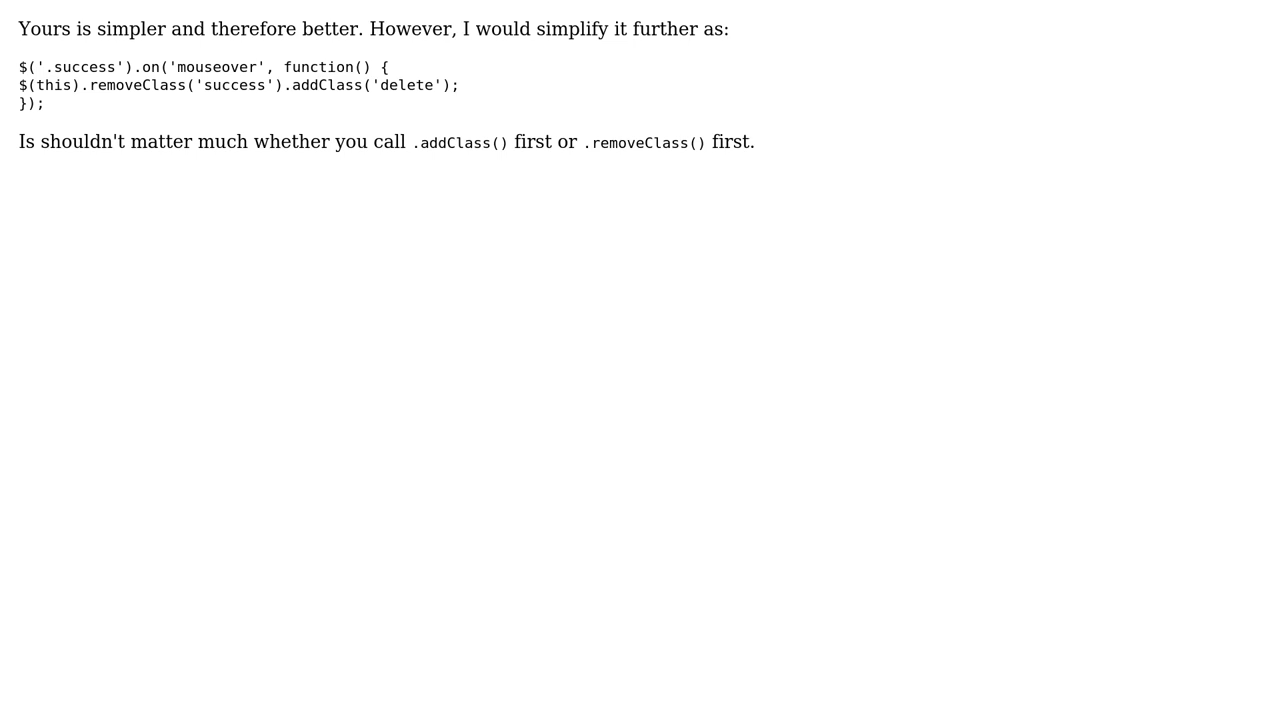 Yours is simpler and therefore better. However, I would simplify it further as:
$('.success').on('mouseover', function() {
$(this).removeClass('success').addClass('delete');
});
Is shouldn't matter much whether you call .addClass() first or .removeClass() first.